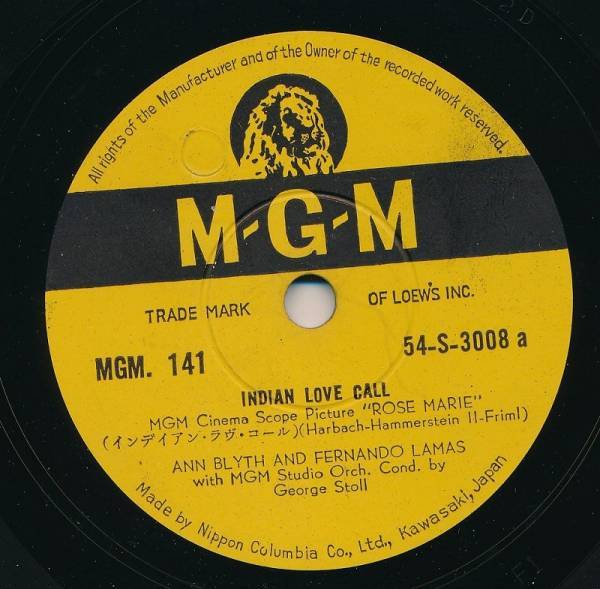 All rights of the Manufacturer and of the Owner of the recorded work reserved.
M-G-M
TRADE MARK OF LOEW'S INC.
MGM. 141 54-S-3008 a
INDIAN LOVE CALL
MGM Cinema Scope Picture "ROSE MARIE"
(インデイアン・ラヴ・コール)(Harbach-Hammerstein II-Friml)
ANN BLYTH AND FERNANDO LAMAS
with MGM Studio Orch. Cond. by
George Stoll
Made by Nippon Columbia Co., Ltd., Kawasaki, Japan